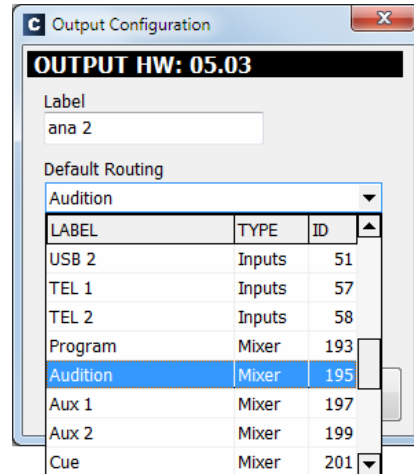 C Output Configuration x
OUTPUT HW: 05.03
Label
ana 2
Default Routing
Audition
LABEL TYPE ID
USB 2 Inputs 51
TEL 1 Inputs 57
TEL 2 Inputs 58
Program Mixer 193
Audition Mixer 195
Aux 1 Mixer 197
Aux 2 Mixer 199
Cue Mixer 201